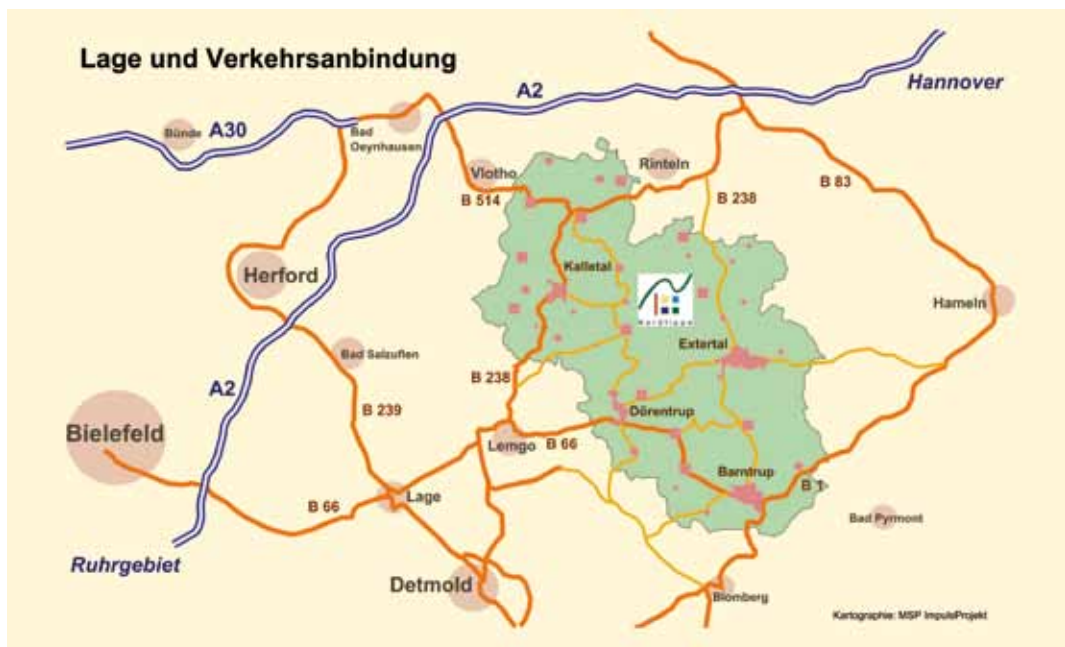 Lage und Verkehrsanbindung
A2
Hannover
Bünde
A30
Bad
Oeynhausen
Vlotho
Rinteln
B 514
B 238
B 83
Kalletal
Herford
Nordlippe
Hameln
Extertal
Bad Salzuflen
A2
B 238
B 239
Dörentrup
Bielefeld
Lemgo
B 66
Barntrup
B 1
Lage
B 66
Bad Pyrmont
Ruhrgebiet
Detmold
Blomberg
Kartographie: MSP ImpulsProjekt